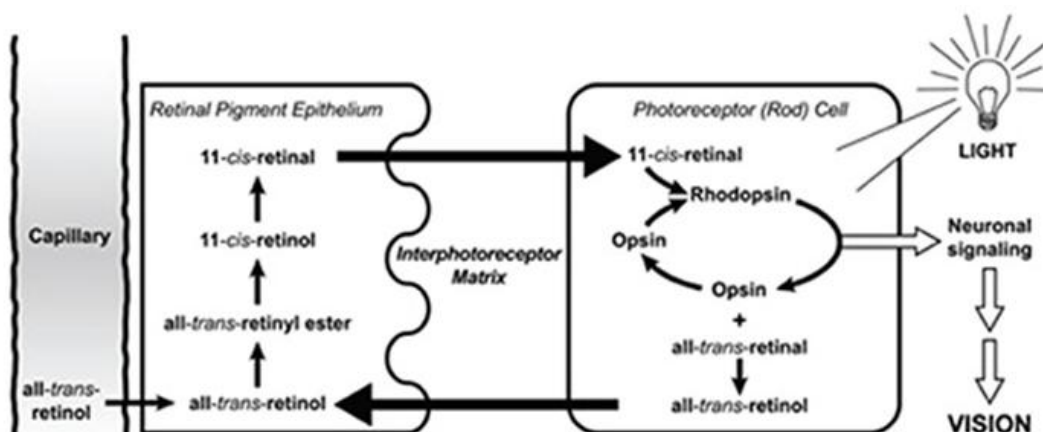 Retinal Pigment Epithelium
11-cis-retinal
11-cis-retinol
all-trans-retinyl ester
all-trans-retinol
Capillary
all-trans-
retinol
Interphotoreceptor
Matrix
Photoreceptor (Rod) Cell
11-cis-retinal
Rhodopsin
Opsin
Opsin
+
all-trans-retinal
all-trans-retinol
LIGHT
Neuronal
signaling
VISION